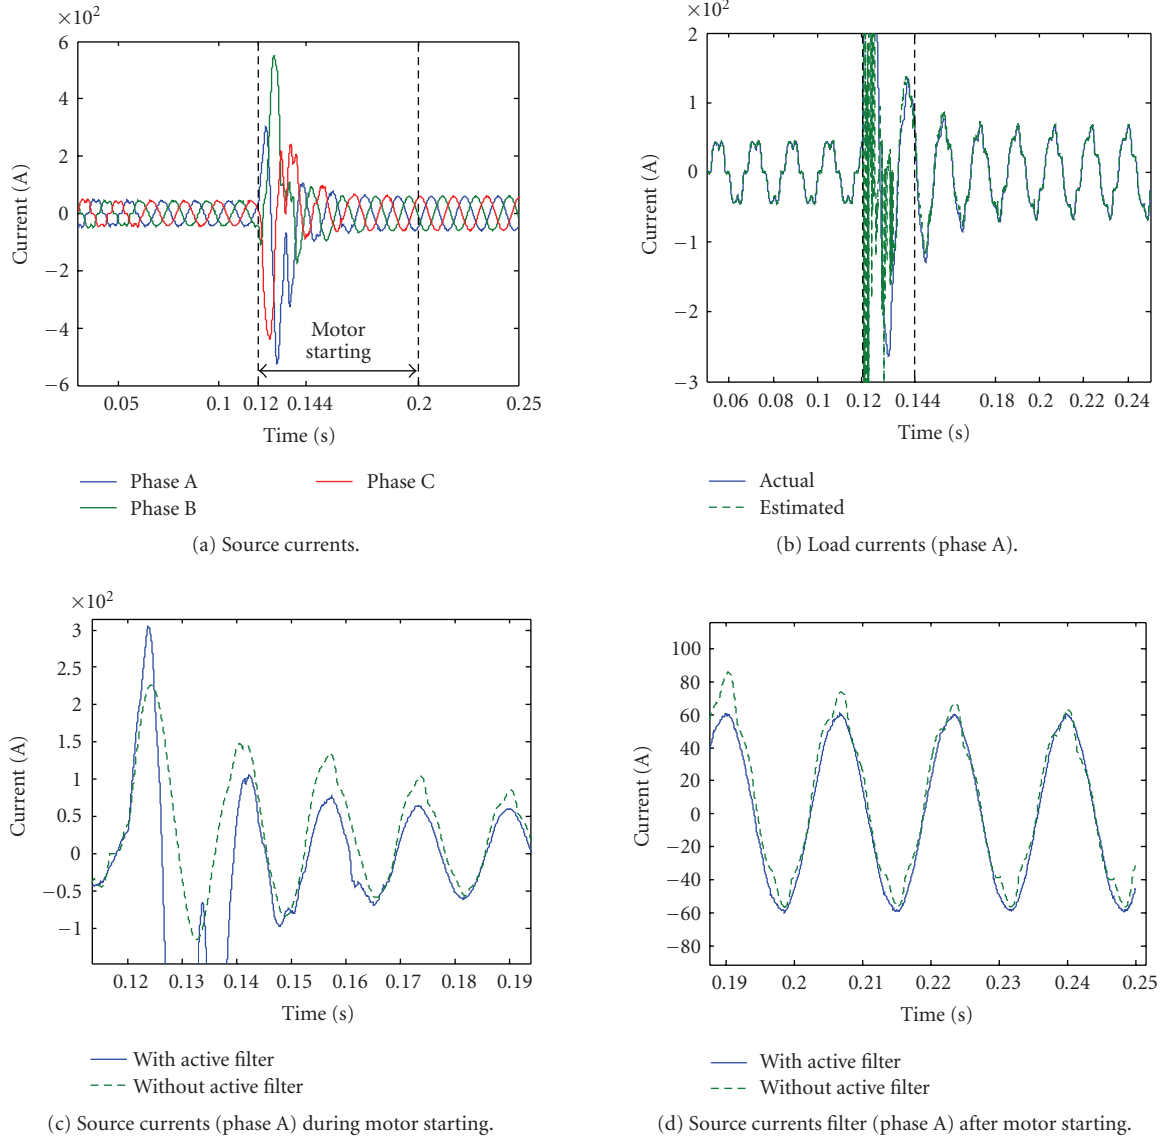 ×10²
6
4
2
0
−2
−4
−6
Current (A)
Motor
starting
0.05
0.1
0.12
0.144
0.2
0.25
Time (s)
Phase A
Phase C
Phase B
(a) Source currents.
×10²
2
1
0
−1
−2
−3
Current (A)
0.06
0.08
0.1
0.12
0.144
0.18
0.2
0.22
0.24
Time (s)
Actual
Estimated
(b) Load currents (phase A).
×10²
3
2.5
2
1.5
1
0.5
0
−0.5
−1
Current (A)
0.12
0.13
0.14
0.15
0.16
0.17
0.18
0.19
Time (s)
With active filter
Without active filter
(c) Source currents (phase A) during motor starting.
100
80
60
40
20
0
−20
−40
−60
−80
Current (A)
0.19
0.2
0.21
0.22
0.23
0.24
0.25
Time (s)
With active filter
Without active filter
(d) Source currents filter (phase A) after motor starting.